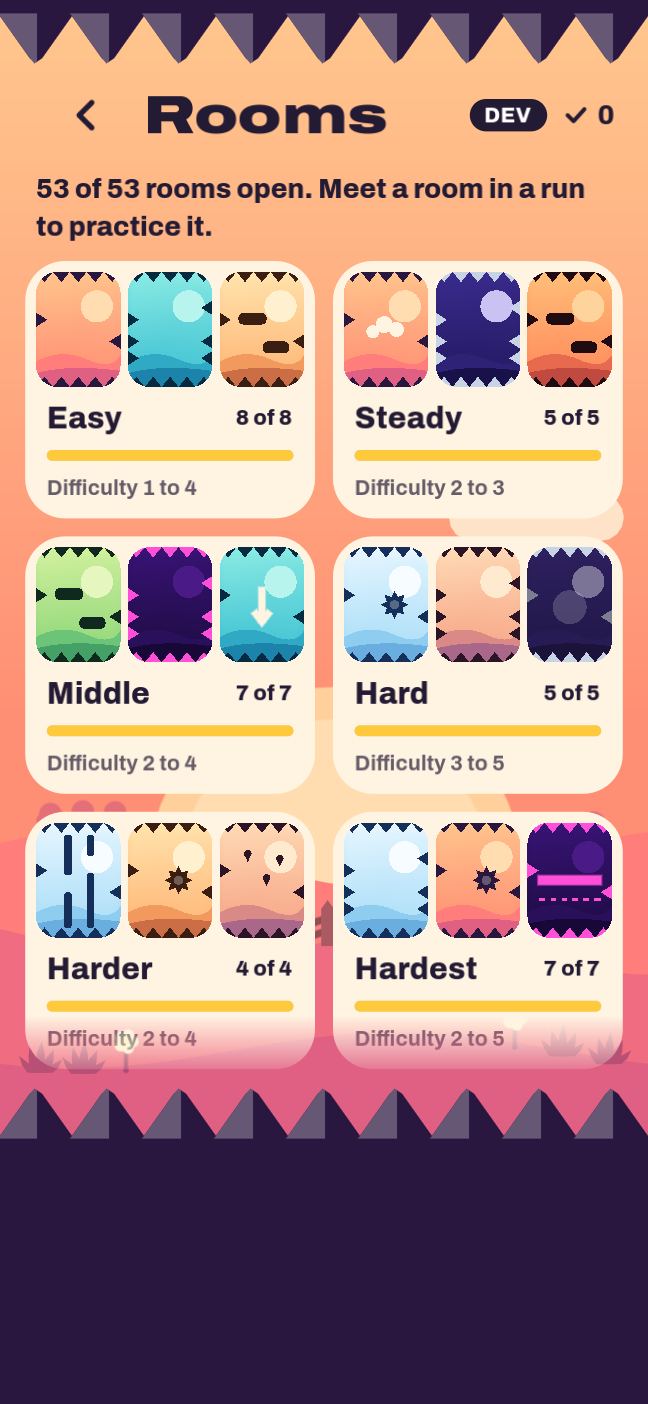 Rooms
DEV
0
53 of 53 rooms open. Meet a room in a run
to practice it.
Easy
8 of 8
Difficulty 1 to 4
Steady
5 of 5
Difficulty 2 to 3
Middle
7 of 7
Difficulty 2 to 4
Hard
5 of 5
Difficulty 3 to 5
Harder
4 of 4
Difficulty 2 to 4
Hardest
7 of 7
Difficulty 2 to 5